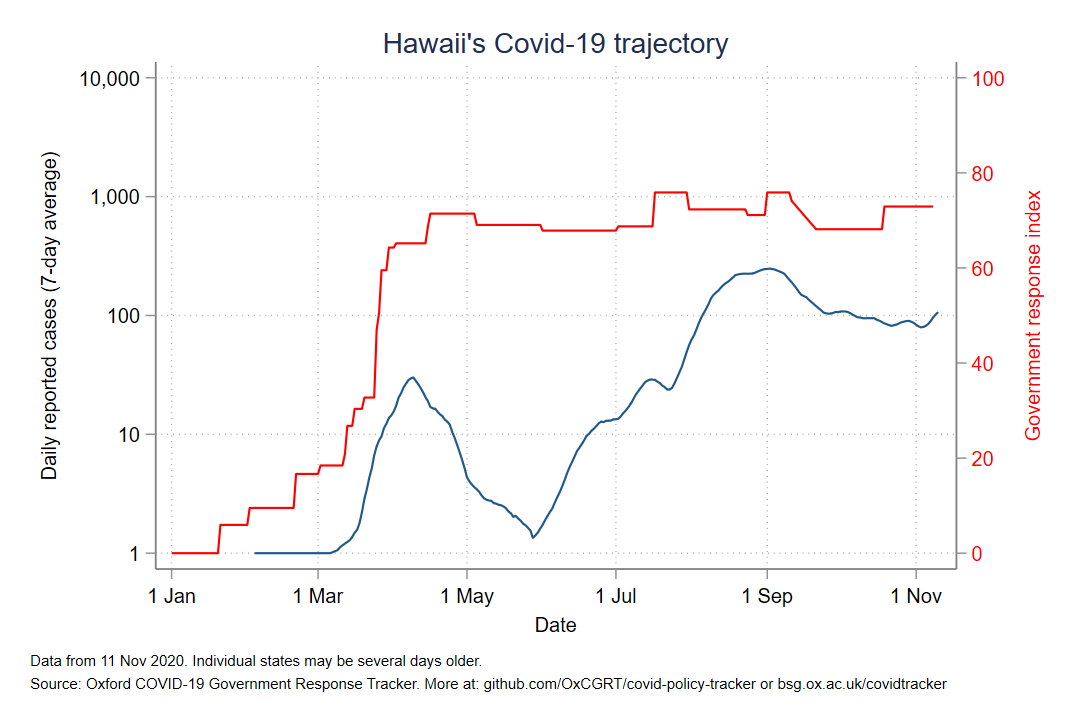 Hawaii's Covid-19 trajectory
10,000
1,000
100
10
1
Daily reported cases (7-day average)
100
80
60
40
20
0
Government response index
1 Jan
1 Mar
1 May
1 Jul
1 Sep
1 Nov
Date
Data from 11 Nov 2020. Individual states may be several days older.
Source: Oxford COVID-19 Government Response Tracker. More at: github.com/OxCGRT/covid-policy-tracker or bsg.ox.ac.uk/covidtracker